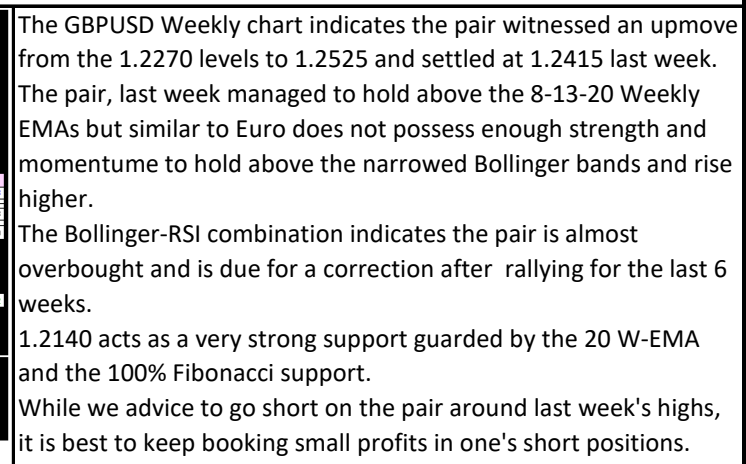 The GBPUSD Weekly chart indicates the pair witnessed an upmove
from the 1.2270 levels to 1.2525 and settled at 1.2415 last week.
The pair, last week managed to hold above the 8-13-20 Weekly
EMAs but similar to Euro does not possess enough strength and
momentume to hold above the narrowed Bollinger bands and rise
higher.
The Bollinger-RSI combination indicates the pair is almost
overbought and is due for a correction after  rallying for the last 6
weeks.
1.2140 acts as a very strong support guarded by the 20 W-EMA
and the 100% Fibonacci support.
While we advice to go short on the pair around last week's highs,
it is best to keep booking small profits in one's short positions.